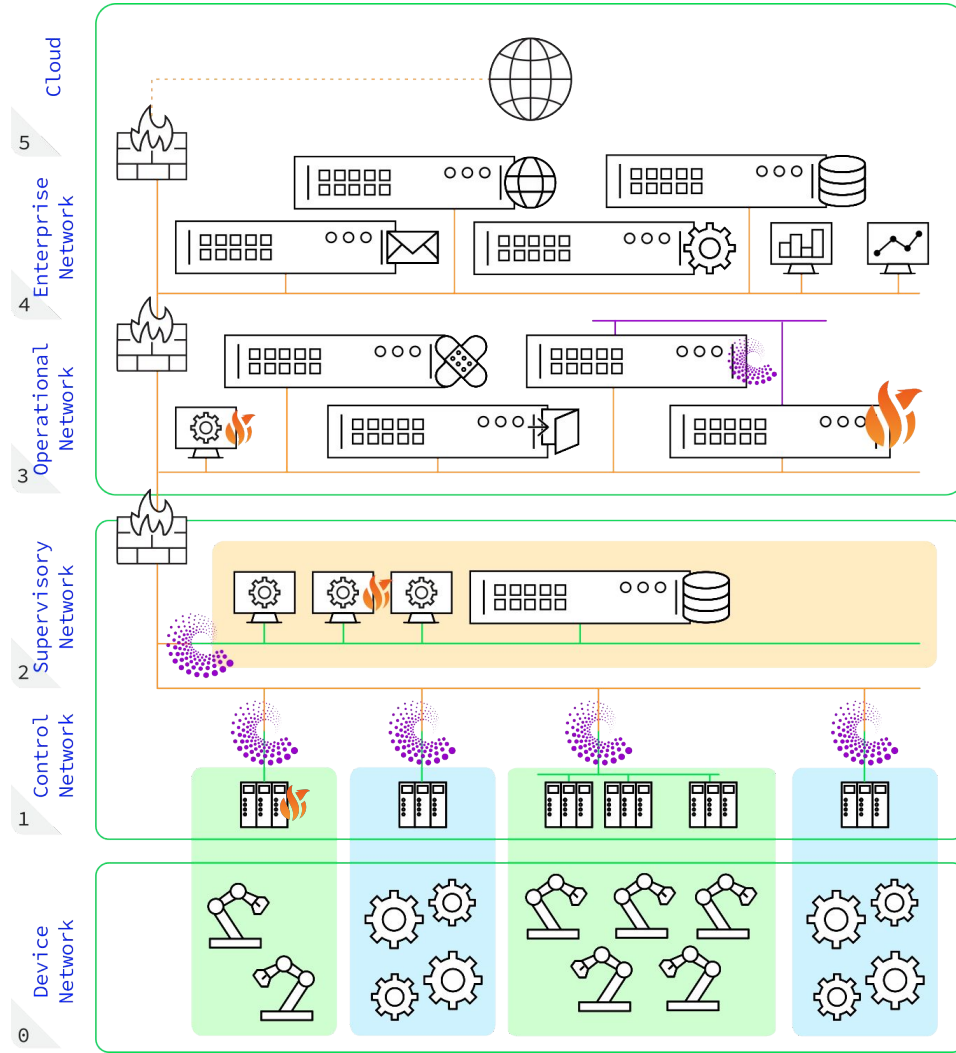 Cloud
5
Enterprise
Network
4
Operational
Network
3
Supervisory
Network
2
Control
Network
1
Device
Network
0